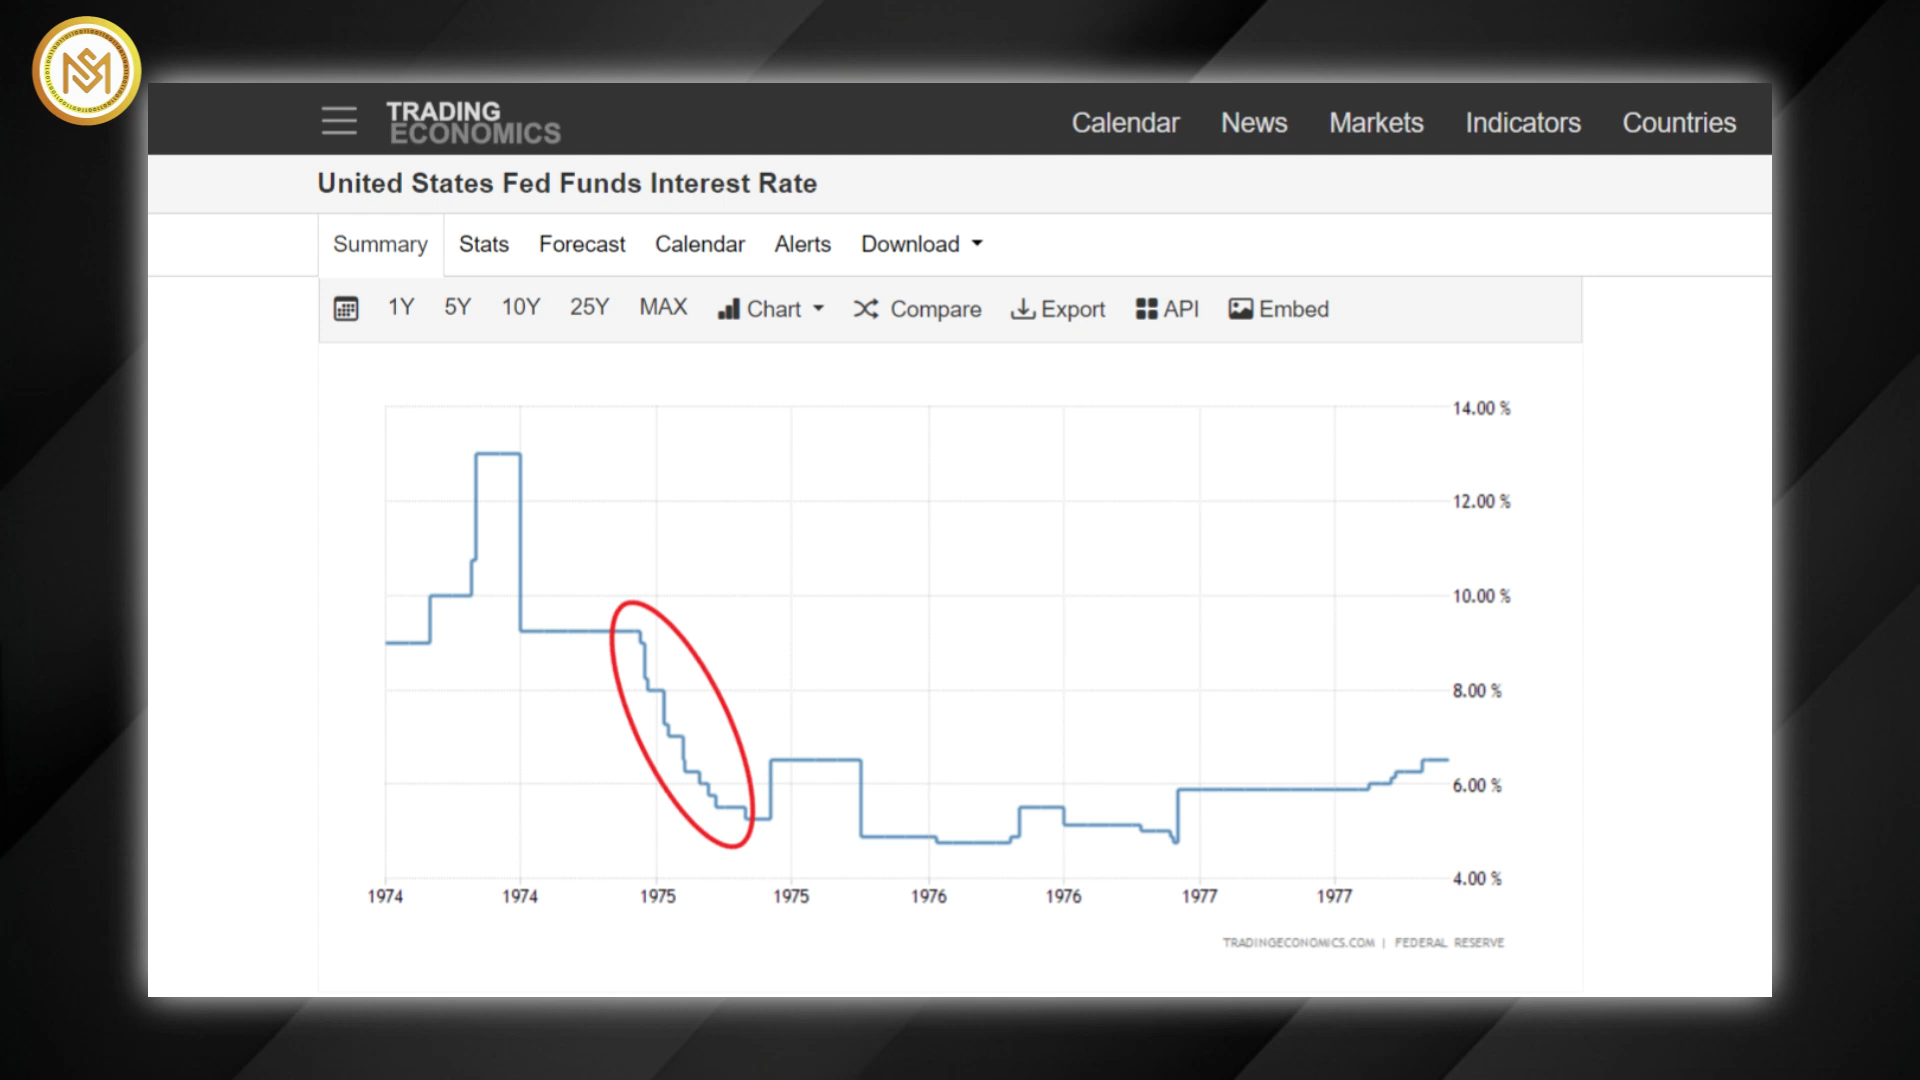 TRADING
ECONOMICS
Calendar News Markets Indicators Countries
United States Fed Funds Interest Rate
Summary Stats Forecast Calendar Alerts Download
1Y 5Y 10Y 25Y MAX Chart Compare Export API Embed
14.00 %
12.00 %
10.00 %
8.00 %
6.00 %
4.00 %
1974 1974 1975 1975 1976 1976 1977 1977
TRADINGECONOMICS.COM | FEDERAL RESERVE